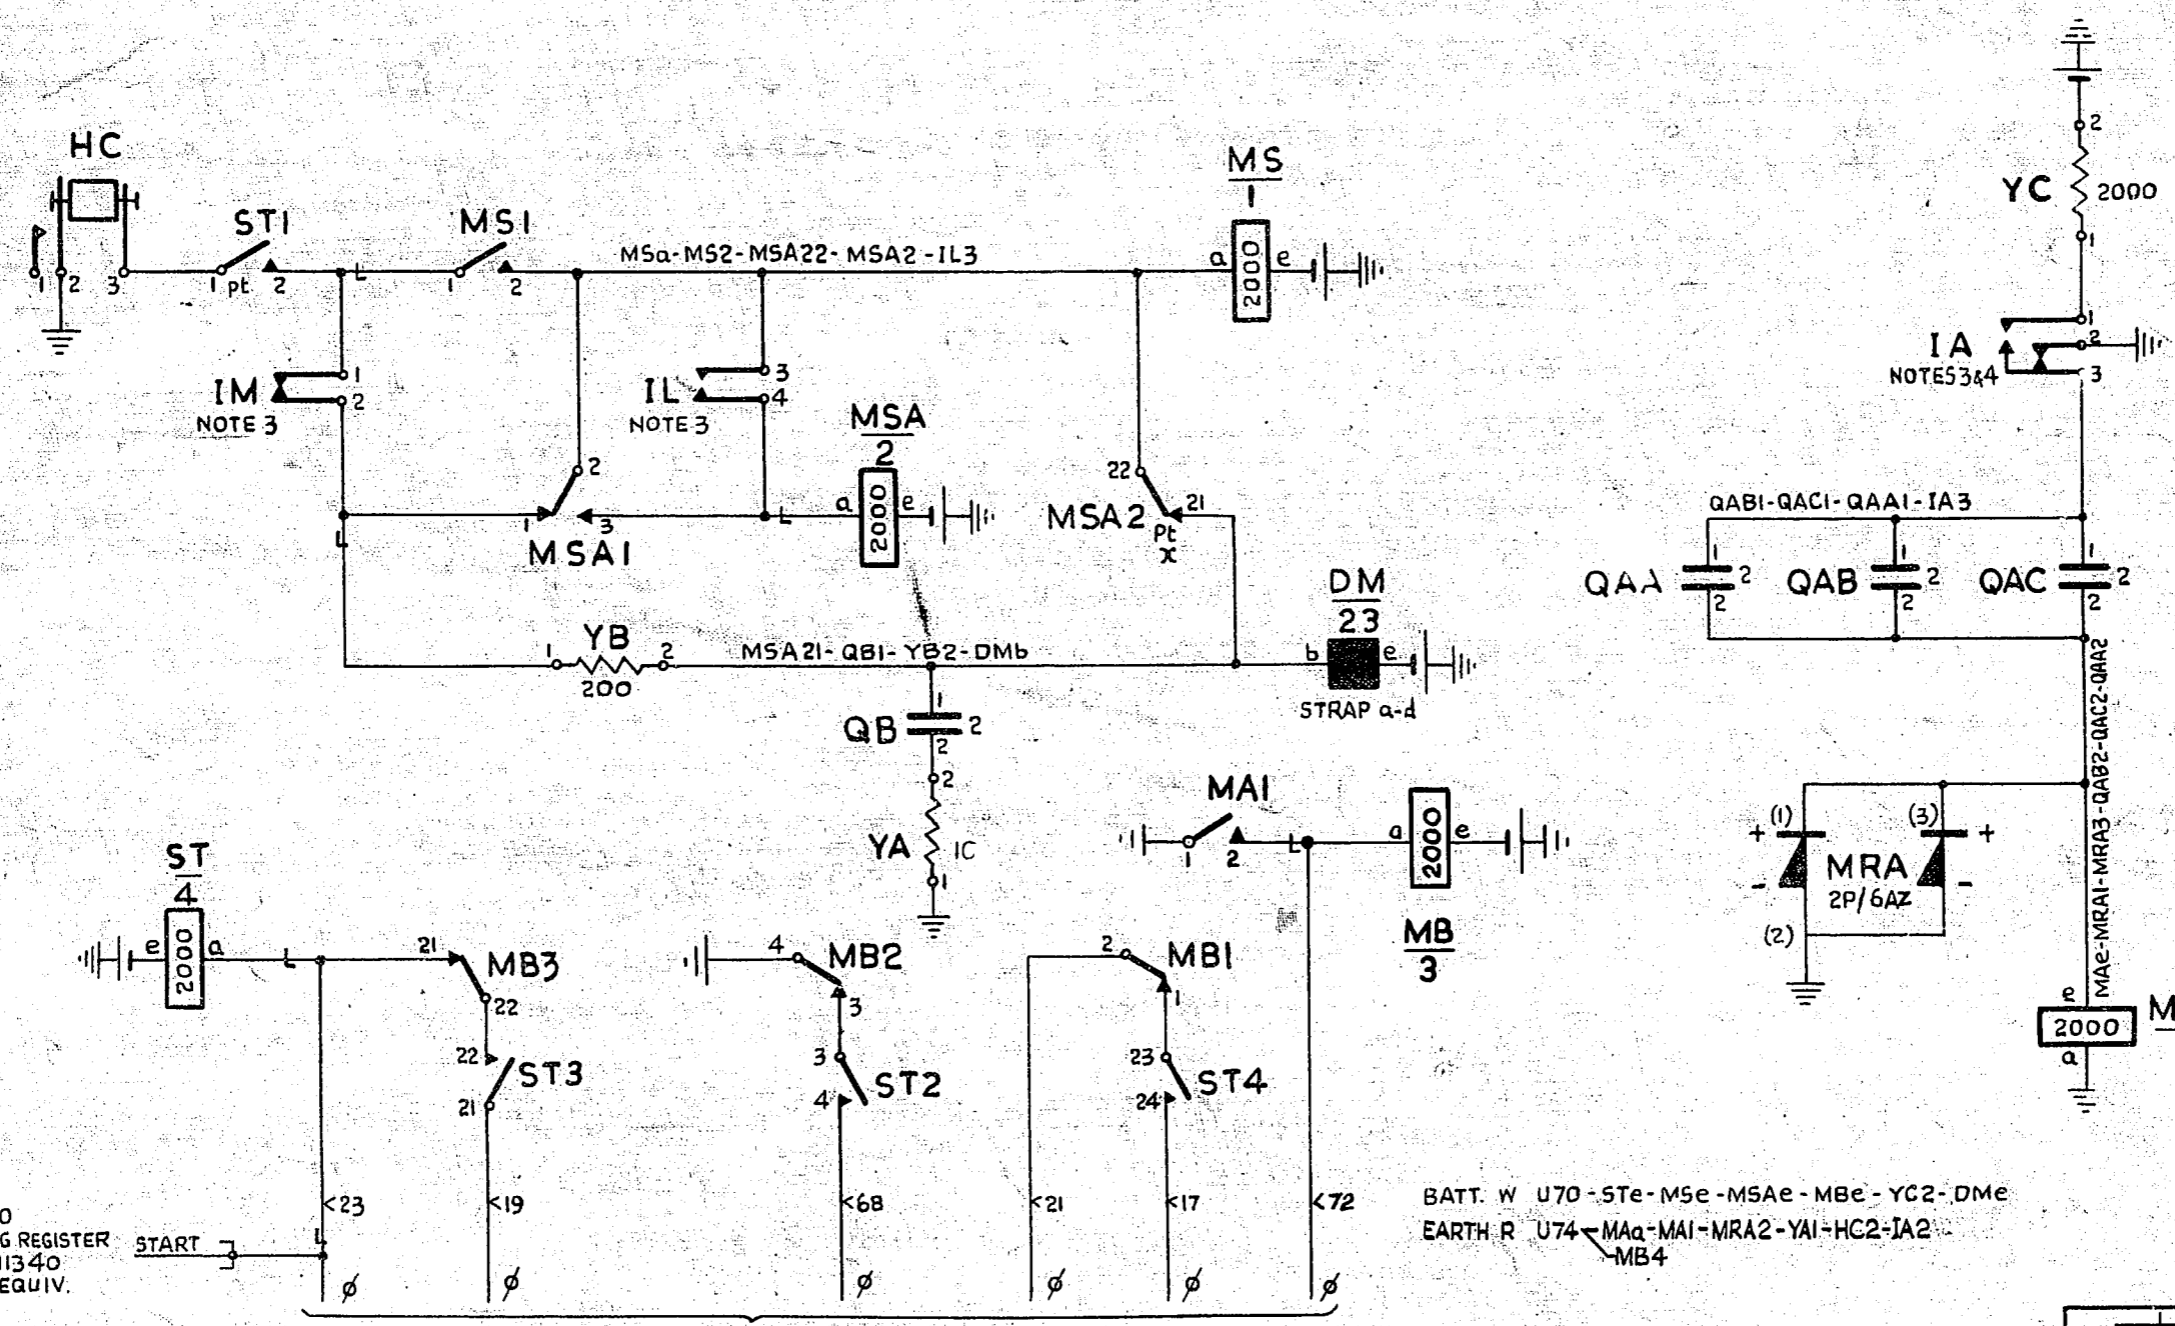 HC
1
2
3
ST1
1 pt 2
L
MS1
1
2
MSa-MS2-MSA22-MSA2-IL3
MS
1
a
2000
e
YC
2
2000
1
IM
NOTE 3
1
2
IL
NOTE 3
3
4
MSA
2
a
2000
e
L
L
1
2
3
MSA1
22
21
MSA2
Pt
x
IA
NOTES 3&4
1
2
3
QAB1-QAC1-QAA1-IA3
QAA
1
2
2
QAB
1
2
2
QAC
1
2
2
YB
1
2
200
MSA21-QB1-YB2-DMb
DM
23
b
e
STRAP a-d
QB
1
2
2
YA
2
1
MAe-MRA1-MRA3-QAB2-QAC2-QAA2
MA1
1
2
L
a
2000
e
MB
3
(1)
(3)
+
+
MRA
2P/6AZ
-
-
(2)
e
2000
a
ST
4
e
2000
a
L
21
MB3
22
22
ST3
21
4
MB2
3
3
ST2
4
2
MB1
1
23
ST4
24
<23
<19
<68
<21
<17
<72
G REGISTER
START
L
EQUIV.
ø
ø
ø
ø
ø
ø
BATT. W U70-STe-MSe-MSAe-MBe-YC2-DMe
EARTH R U74-MAa-MA1-MRA2-YA1-HC2-IA2
-MB4